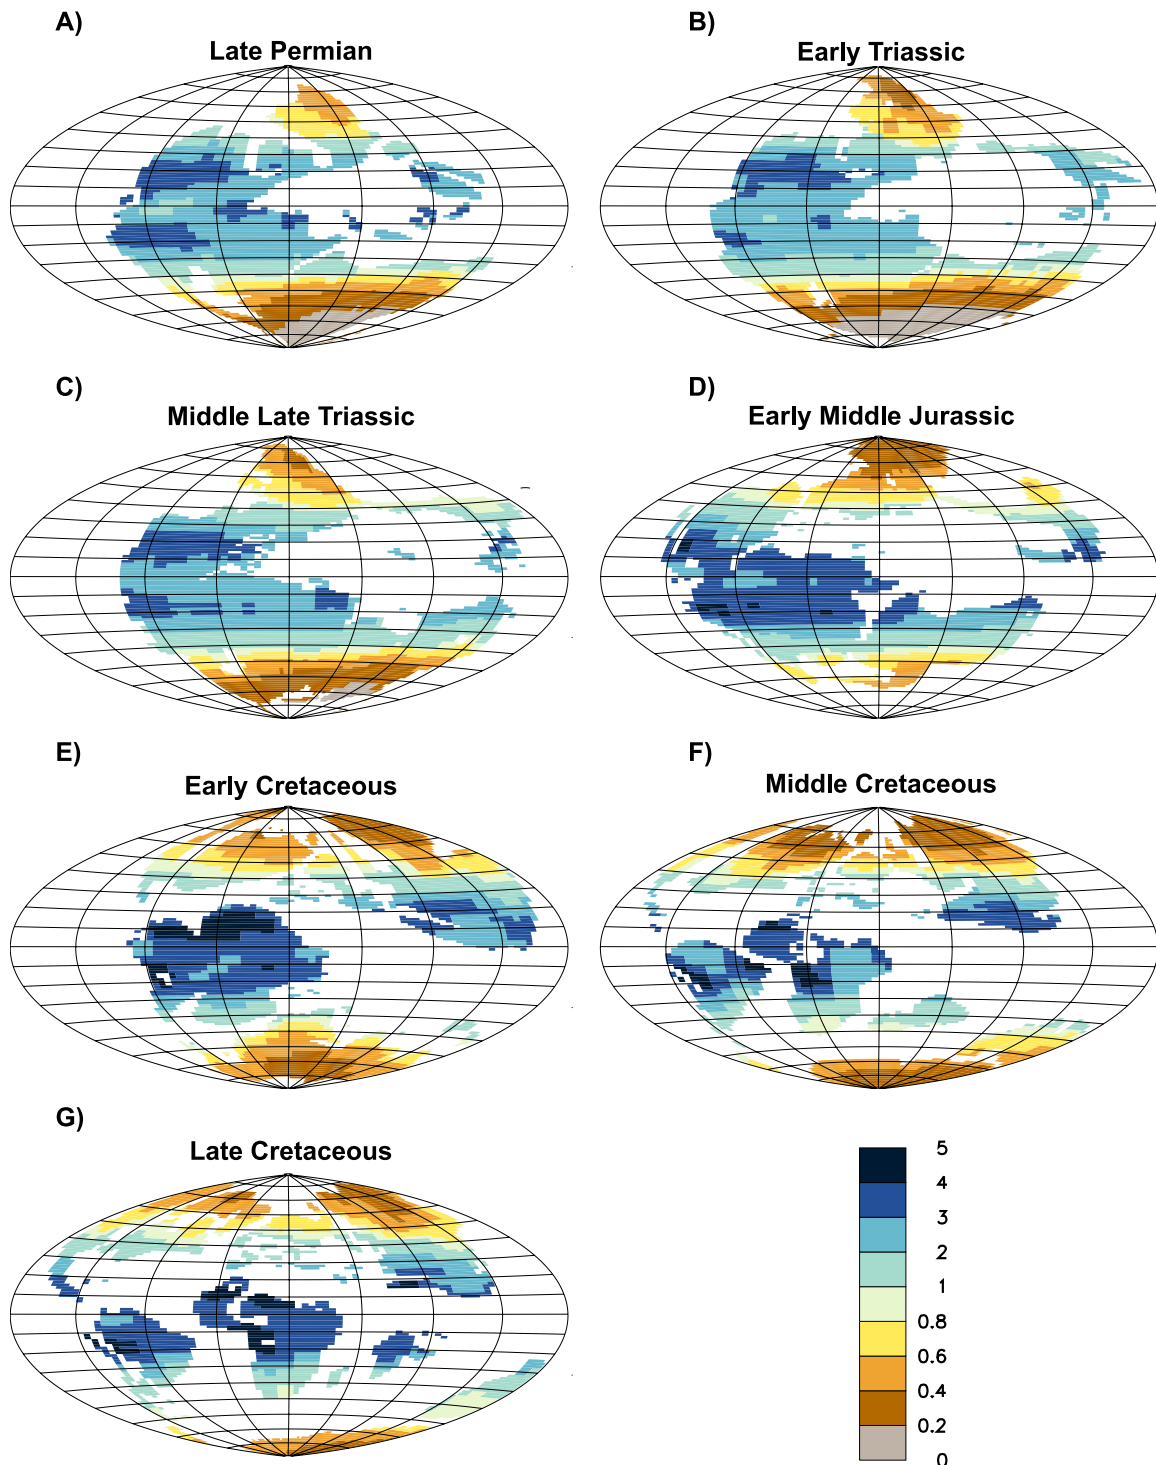 A)
Late Permian
B)
Early Triassic
C)
Middle Late Triassic
D)
Early Middle Jurassic
E)
Early Cretaceous
F)
Middle Cretaceous
G)
Late Cretaceous
5
4
3
2
1
0.8
0.6
0.4
0.2
0